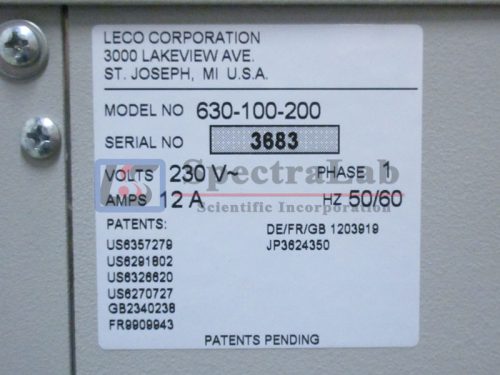 LECO CORPORATION
3000 LAKEVIEW AVE.
ST. JOSEPH, MI U.S.A.
MODEL NO 630-100-200
SERIAL NO 3683
VOLTS 230 V~ PHASE 1
AMPS 12 A HZ 50/60
SpectraLab
Scientific Incorporation
PATENTS:
US6357279
US6291802
US6326620
US6270727
GB2340238
FR9909943
DE/FR/GB 1203919
JP3624350
PATENTS PENDING